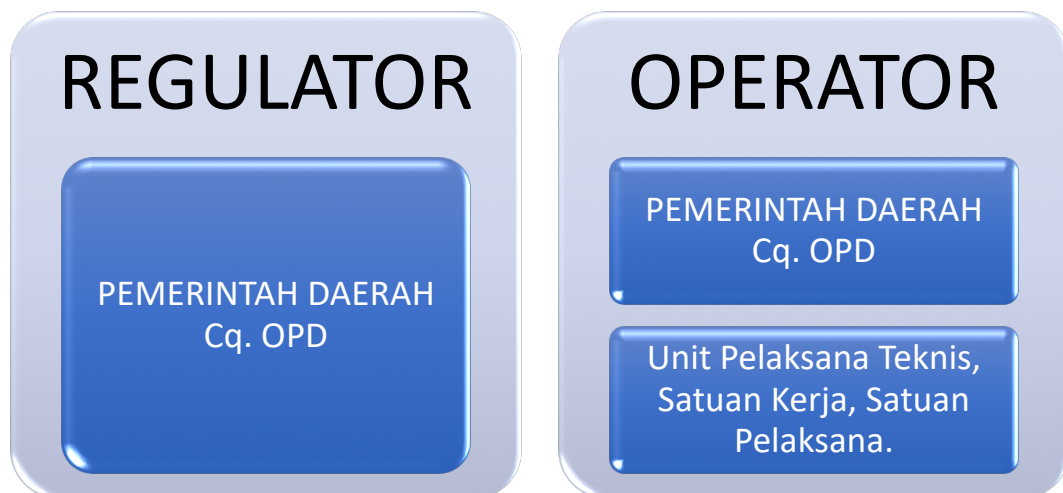 REGULATOR
PEMERINTAH DAERAH
Cq. OPD
OPERATOR
PEMERINTAH DAERAH
Cq. OPD
Unit Pelaksana Teknis,
Satuan Kerja, Satuan
Pelaksana.